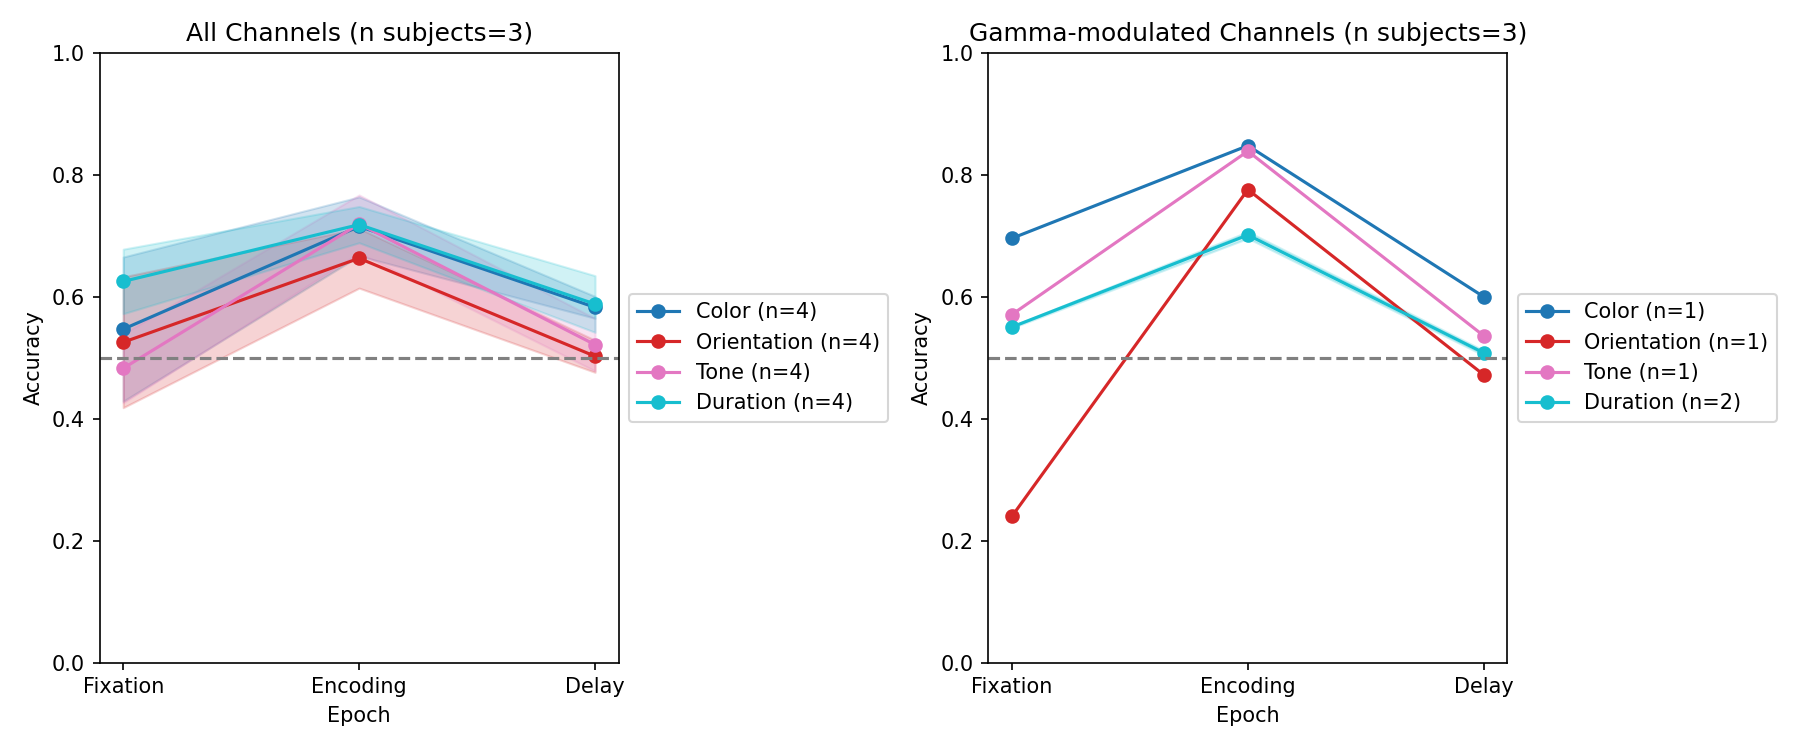 All Channels (n subjects=3)
1.0
0.8
0.6
0.4
0.2
0.0
Accuracy
Fixation
Encoding
Delay
Epoch
Color (n=4)
Orientation (n=4)
Tone (n=4)
Duration (n=4)
Gamma-modulated Channels (n subjects=3)
1.0
0.8
0.6
0.4
0.2
0.0
Accuracy
Fixation
Encoding
Delay
Epoch
Color (n=1)
Orientation (n=1)
Tone (n=1)
Duration (n=2)